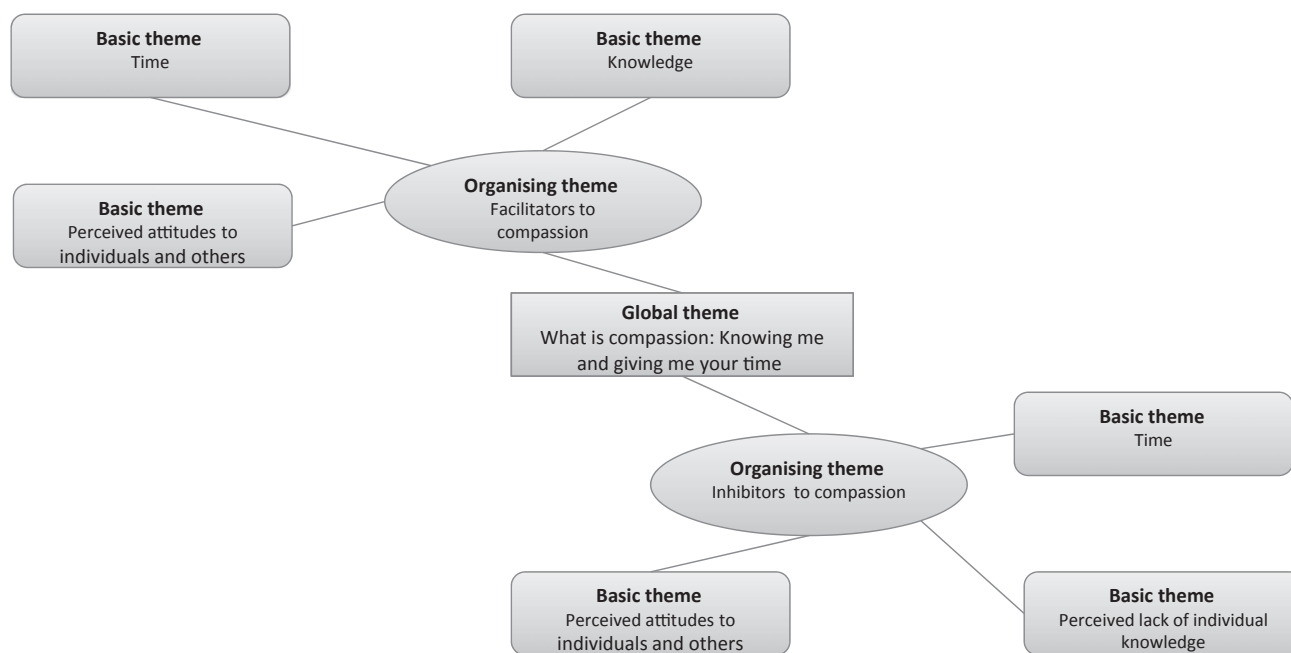 Basic theme
Time
Basic theme
Knowledge
Basic theme
Perceived attitudes to
individuals and others
Organising theme
Facilitators to
compassion
Global theme
What is compassion: Knowing me
and giving me your time
Basic theme
Time
Organising theme
Inhibitors to compassion
Basic theme
Perceived attitudes to
individuals and others
Basic theme
Perceived lack of individual
knowledge